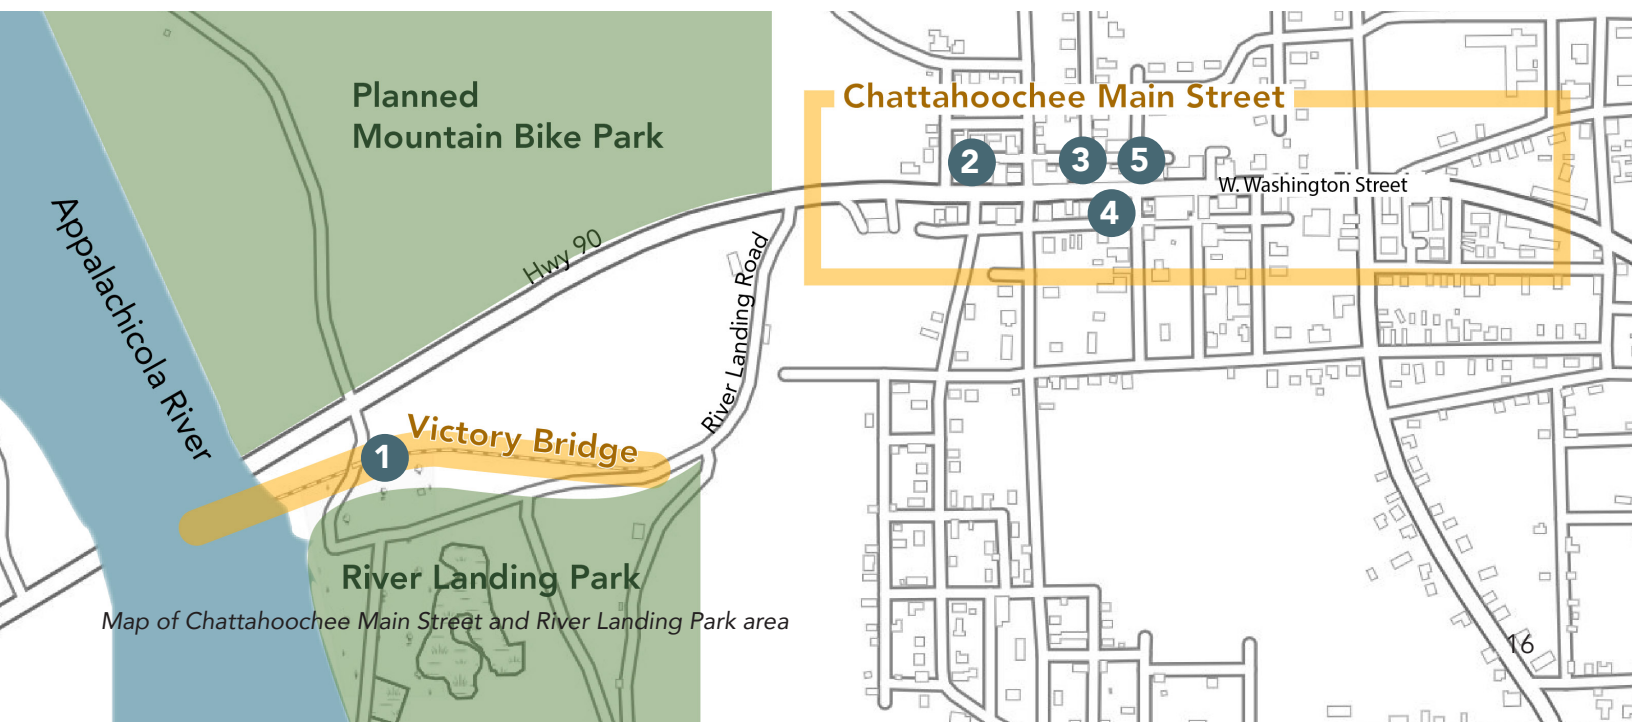 Planned
Mountain Bike Park
Chattahoochee Main Street
2
3
5
4
W. Washington Street
Appalachicola River
Hwy 90
River Landing Road
Victory Bridge
1
River Landing Park
Map of Chattahoochee Main Street and River Landing Park area
16